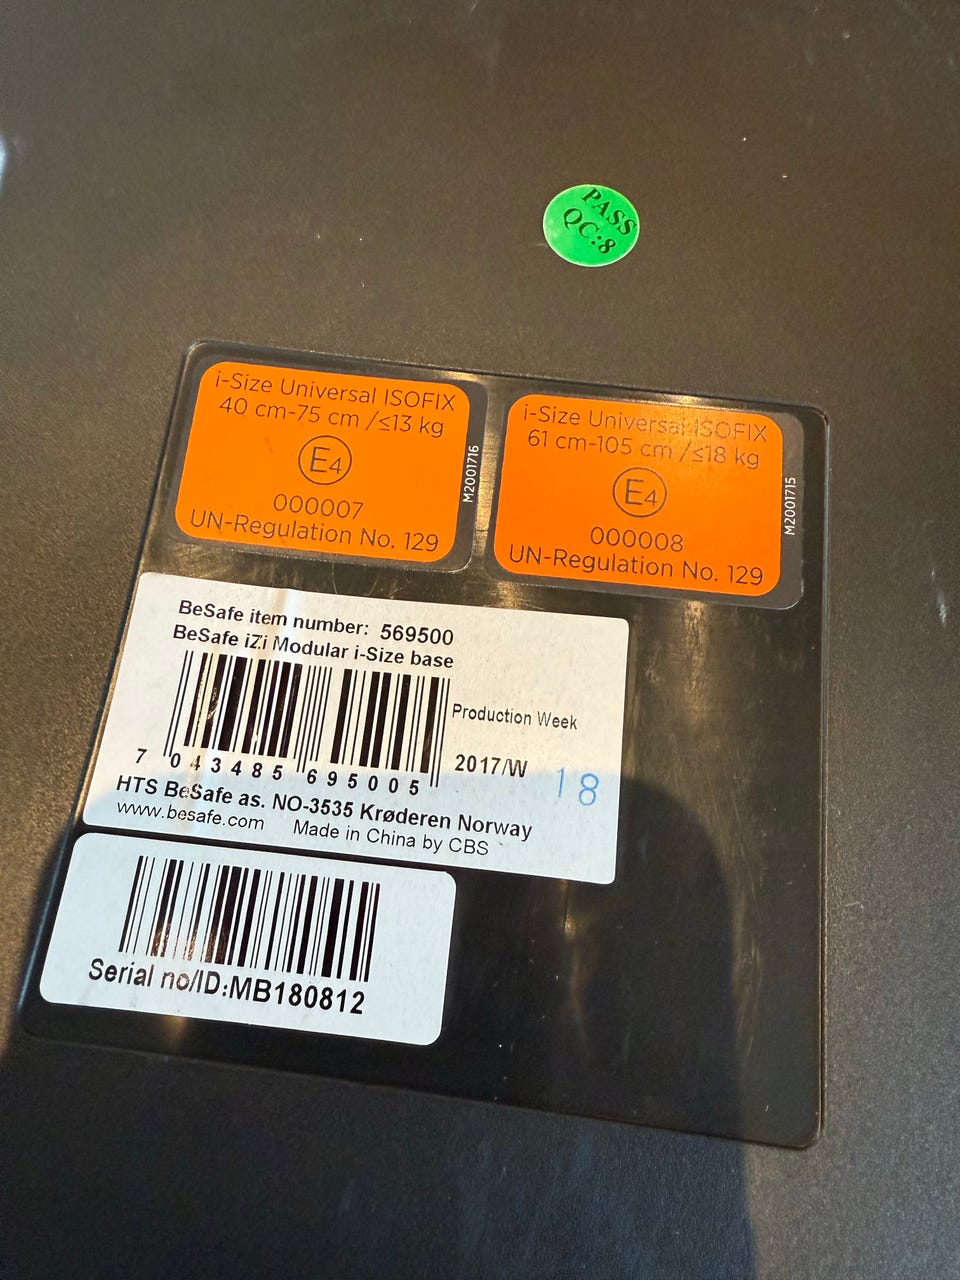 PASS
QC:8
i-Size Universal ISOFIX
40 cm-75 cm /≤13 kg
E4
000007
UN-Regulation No. 129
M2001716
i-Size Universal ISOFIX
61 cm-105 cm /≤18 kg
E4
000008
UN-Regulation No. 129
M2001715
BeSafe item number: 569500
BeSafe iZi Modular i-Size base
7 043485 695005
Production Week
2017/W 18
HTS BeSafe as. NO-3535 Krøderen Norway
www.besafe.com Made in China by CBS
Serial no/ID:MB180812